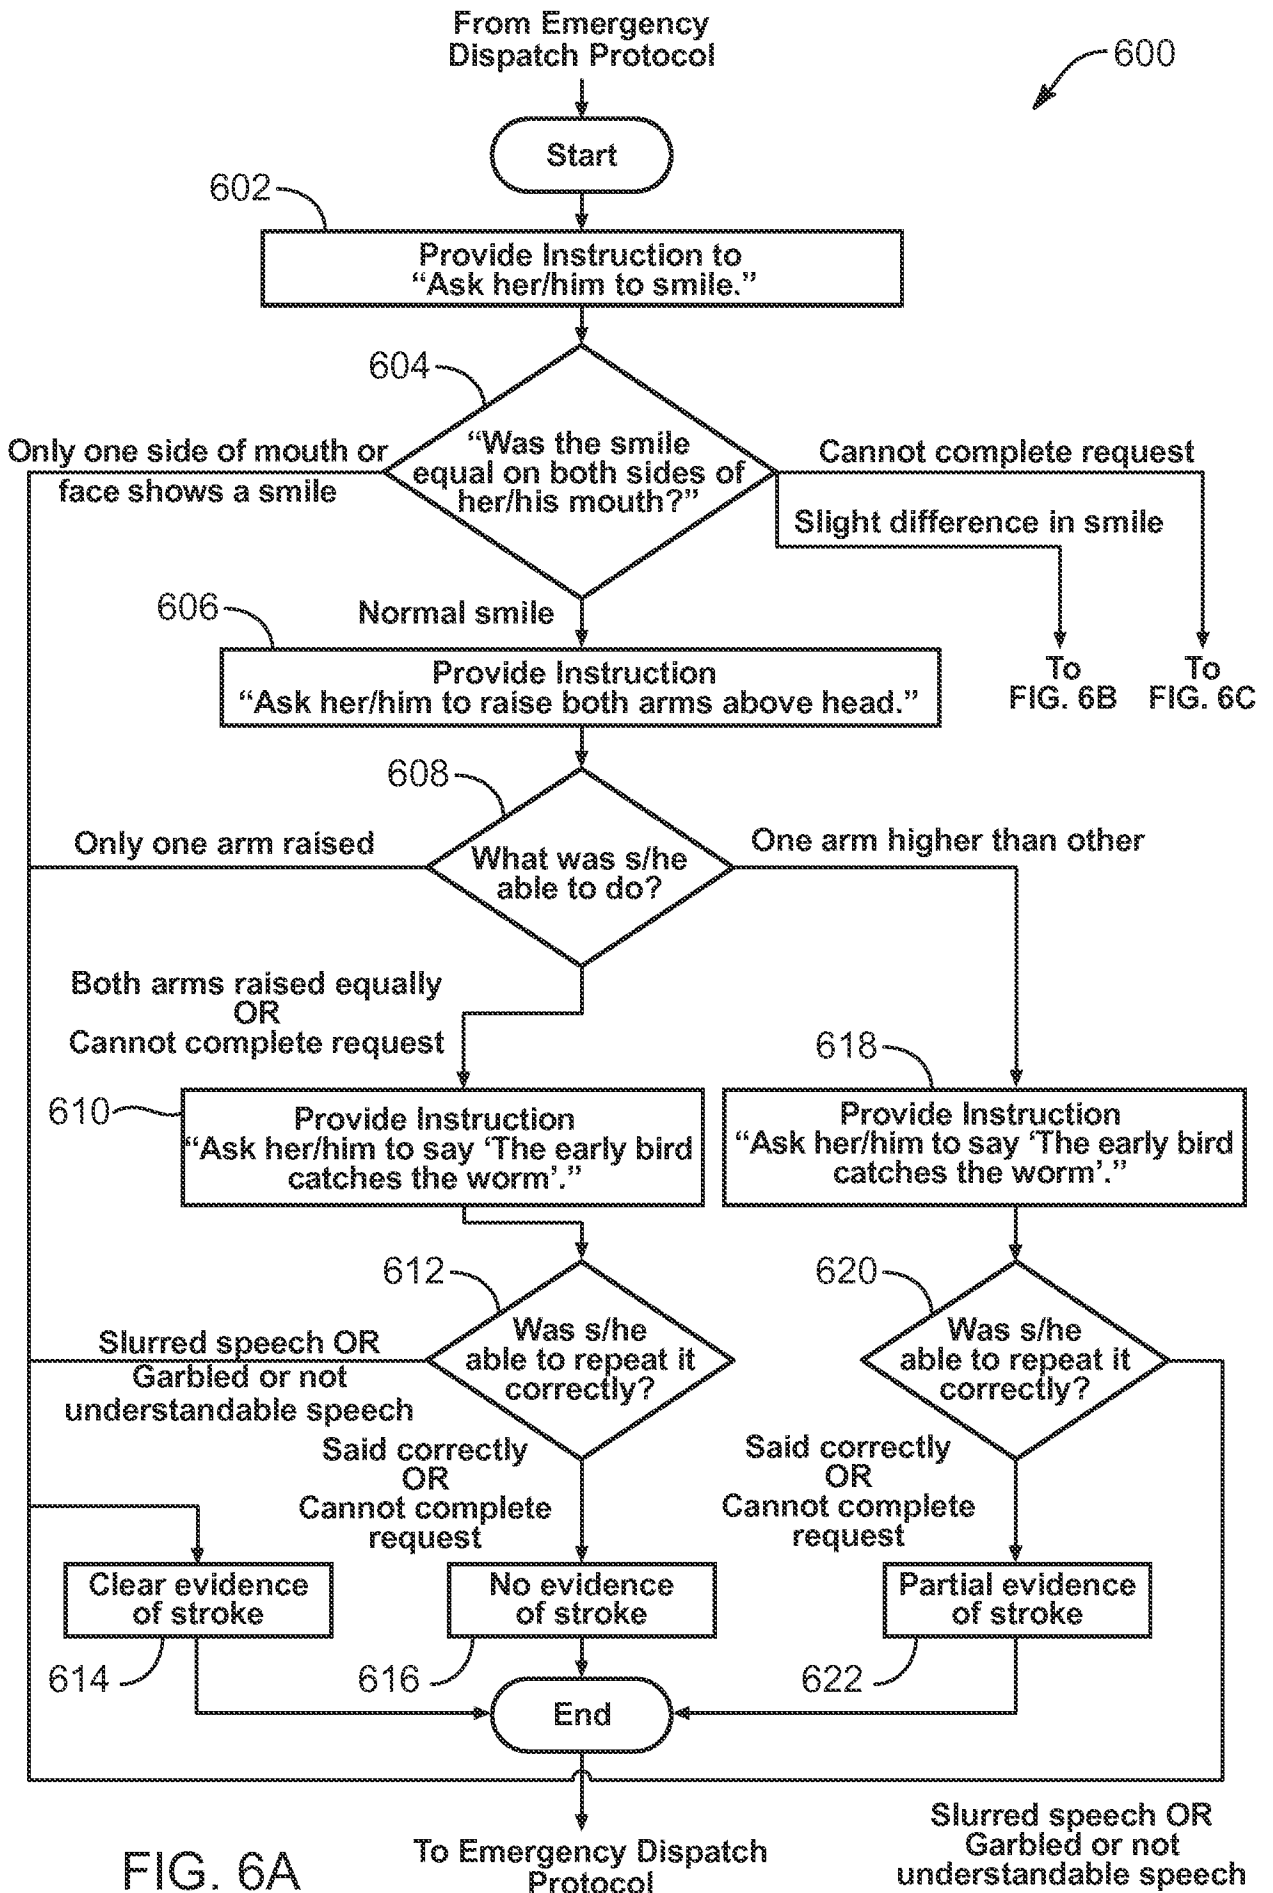 From Emergency
Dispatch Protocol
600
Start
602
Provide Instruction to
“Ask her/him to smile.”
604
“Was the smile
equal on both sides of
her/his mouth?”
Only one side of mouth or
face shows a smile
Cannot complete request
Slight difference in smile
606
Normal smile
To
FIG. 6B
To
FIG. 6C
Provide Instruction
“Ask her/him to raise both arms above head.”
608
Only one arm raised
What was s/he
able to do?
One arm higher than other
Both arms raised equally
OR
Cannot complete request
610
Provide Instruction
“Ask her/him to say ‘The early bird
catches the worm’.”
618
Provide Instruction
“Ask her/him to say ‘The early bird
catches the worm’.”
612
Was s/he
able to repeat it
correctly?
Slurred speech OR
Garbled or not
understandable speech
620
Was s/he
able to repeat it
correctly?
Said correctly
OR
Cannot complete
request
Said correctly
OR
Cannot complete
request
Clear evidence
of stroke
614
No evidence
of stroke
616
Partial evidence
of stroke
622
End
Slurred speech OR
Garbled or not
understandable speech
To Emergency Dispatch
Protocol
FIG. 6A